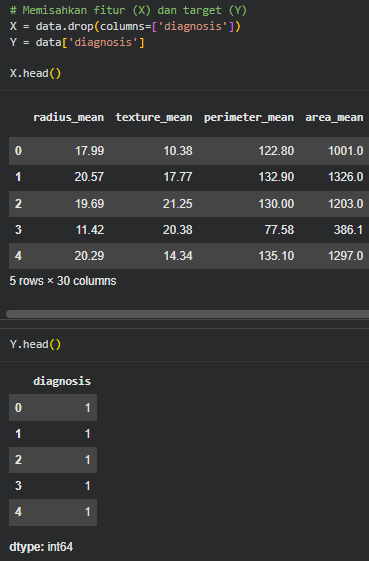 # Memisahkan fitur (X) dan target (Y)
X = data.drop(columns=['diagnosis'])
Y = data['diagnosis']
X.head()
radius_mean texture_mean perimeter_mean area_mean
0 17.99 10.38 122.80 1001.0
1 20.57 17.77 132.90 1326.0
2 19.69 21.25 130.00 1203.0
3 11.42 20.38 77.58 386.1
4 20.29 14.34 135.10 1297.0
5 rows × 30 columns
Y.head()
diagnosis
0 1
1 1
2 1
3 1
4 1
dtype: int64